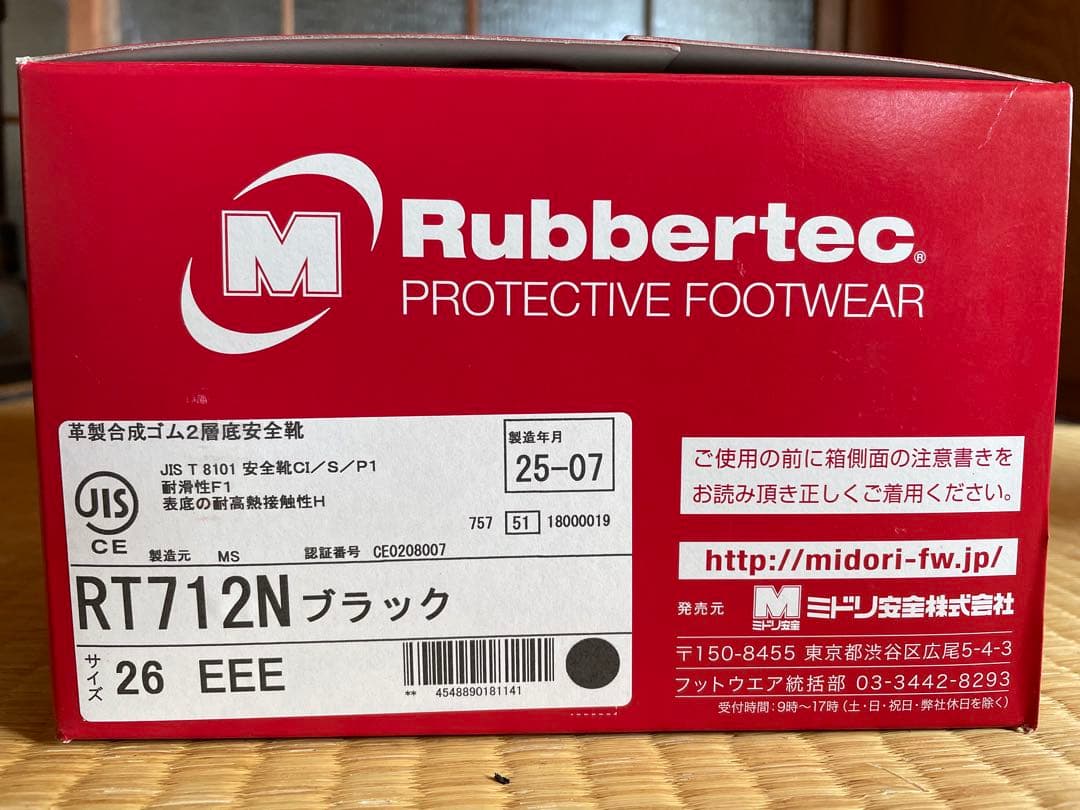 M
Rubbertec®
PROTECTIVE FOOTWEAR
革製合成ゴム2層底安全靴
製造年月
25-07
JIS
CE
JIS T 8101 安全靴CI/S/P1
耐滑性F1
表底の耐高熱接触性H
757 51 18000019
製造元 MS 認証番号 CE0208007
RT712N ブラック
サイズ 26 EEE
** 4548890181141
ご使用の前に箱側面の注意書きを
お読み頂き正しくご着用ください。
http://midori-fw.jp/
発売元 M ミドリ安全 ミドリ安全株式会社
〒150-8455 東京都渋谷区広尾5-4-3
フットウエア統括部 03-3442-8293
受付時間:9時~17時(土・日・祝日・弊社休日を除く)